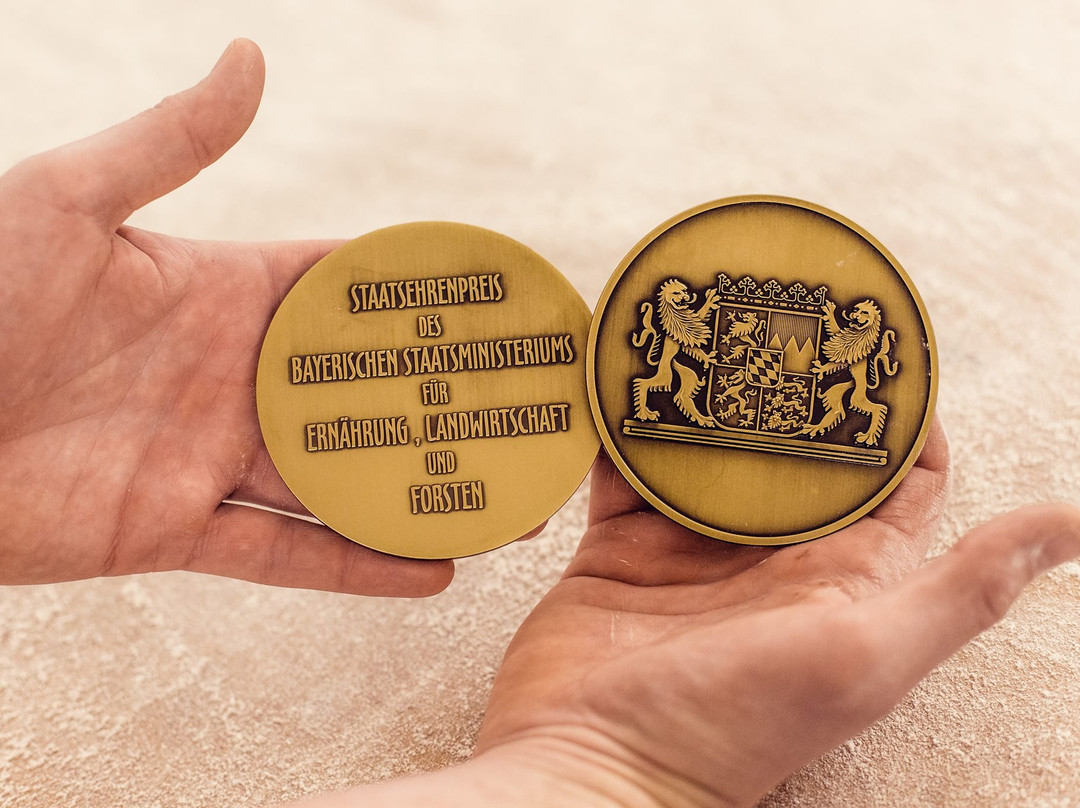 STAATSEHRENPREIS
DES
BAYERISCHEN STAATSMINISTERIUMS
FÜR
ERNÄHRUNG , LANDWIRTSCHAFT
UND
FORSTEN